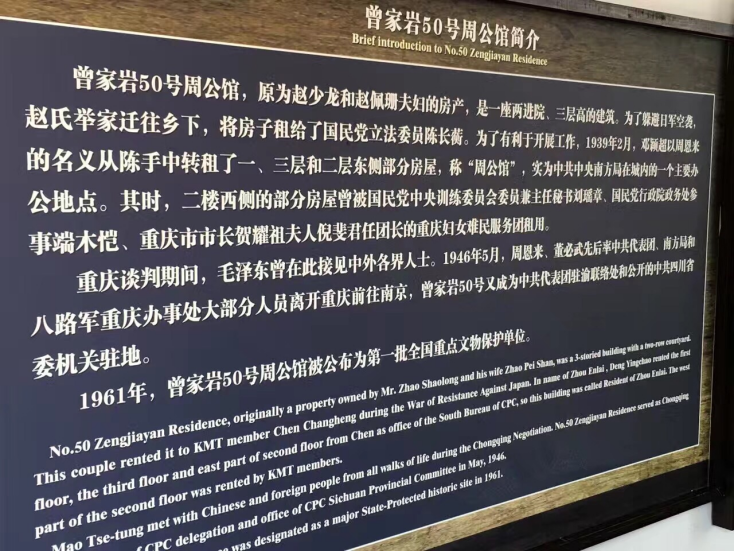 曾家岩50号周公馆简介
Brief introduction to No.50 Zengjiayan Residence
曾家岩50号周公馆，原为赵少龙和赵佩珊夫妇的房产，是一座两进院、三层高的建筑。为了躲避日军空袭，
赵氏举家迁往乡下，将房子租给了国民党立法委员陈长蘅。为了有利于开展工作，1939年2月，邓颖超以周恩来
的名义从陈手中转租了一、三层和二层东侧部分房屋，称“周公馆”，实为中共中央南方局在城内的一个主要办
公地点。其时，二楼西侧的部分房屋曾被国民党中央训练委员会委员兼主任秘书刘瑶章、国民党行政院政务处参
事端木恺、重庆市市长贺耀祖夫人倪斐君任团长的重庆妇女难民服务团租用。
重庆谈判期间，毛泽东曾在此接见中外各界人士。1946年5月，周恩来、董必武先后率中共代表团、南方局和
八路军重庆办事处大部分人员离开重庆前往南京，曾家岩50号又成为中共代表团驻渝联络处和公开的中共四川省
委机关驻地。
1961年，曾家岩50号周公馆被公布为第一批全国重点文物保护单位。
No.50 Zengjiayan Residence, originally a property owned by Mr. Zhao Shaolong and his wife Zhao Pei Shan, was a 3-storied building with a two-row courtyard.
This couple rented it to KMT member Chen Changheng during the War of Resistance Against Japan. In name of Zhou Enlai , Deng Yingchao rented the first
floor, the third floor and east part of second floor from Chen as office of the South Bureau of CPC, so this building was called Resident of Zhou Enlai. The west
part of the second floor was rented by KMT members.
Mao Tse-tung met with Chinese and foreign people from all walks of life during the Chongqing Negotiation. No.50 Zengjiayan Residence served as Chongqing
of CPC delegation and office of CPC Sichuan Provincial Committee in May, 1946.
was designated as a major State-Protected historic site in 1961.